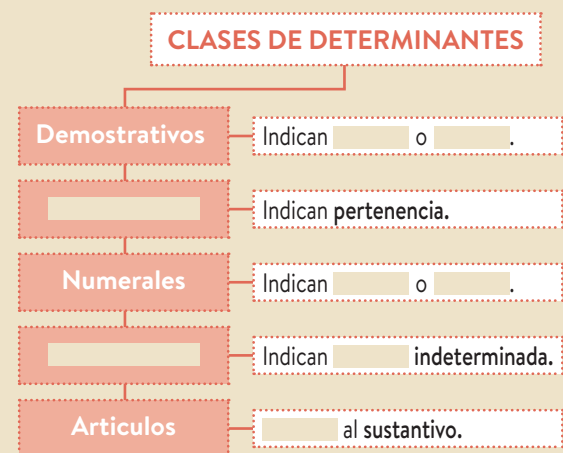 CLASES DE DETERMINANTES
Demostrativos
Indican o .
Indican pertenencia.
Numerales
Indican o .
Indican indeterminada.
Articulos
al sustantivo.